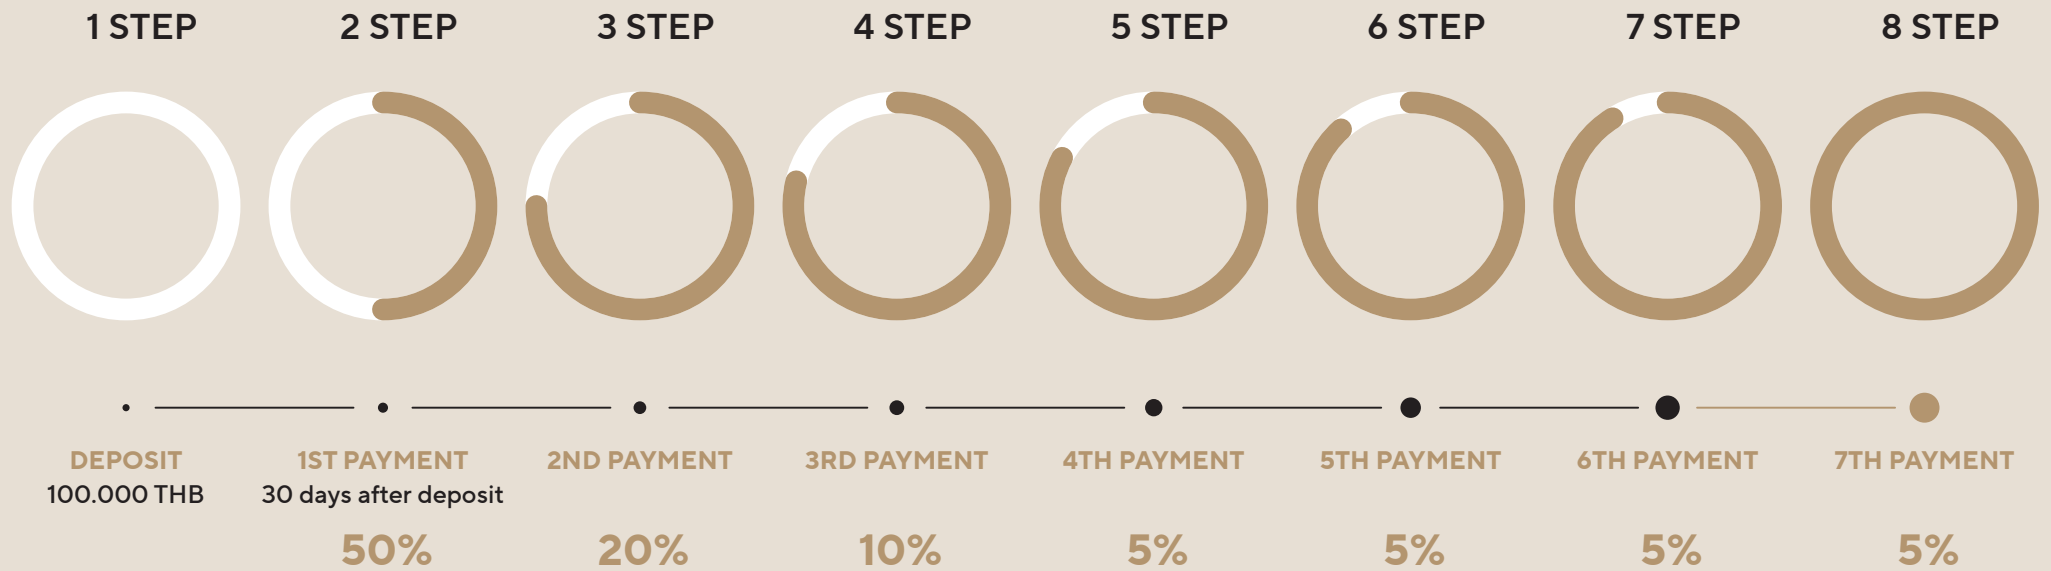 1 STEP
2 STEP
3 STEP
4 STEP
5 STEP
6 STEP
7 STEP
8 STEP
DEPOSIT
100.000 THB
1ST PAYMENT
30 days after deposit
50%
2ND PAYMENT
20%
3RD PAYMENT
10%
4TH PAYMENT
5%
5TH PAYMENT
5%
6TH PAYMENT
5%
7TH PAYMENT
5%